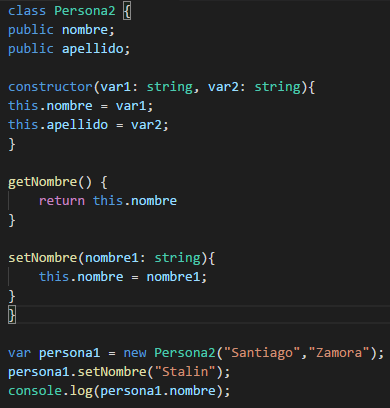 class Persona2 {
public nombre;
public apellido;
constructor(var1: string, var2: string){
this.nombre = var1;
this.apellido = var2;
}
getNombre() {
return this.nombre
}
setNombre(nombre1: string){
this.nombre = nombre1;
}
}
var persona1 = new Persona2("Santiago","Zamora");
persona1.setNombre("Stalin");
console.log(persona1.nombre);